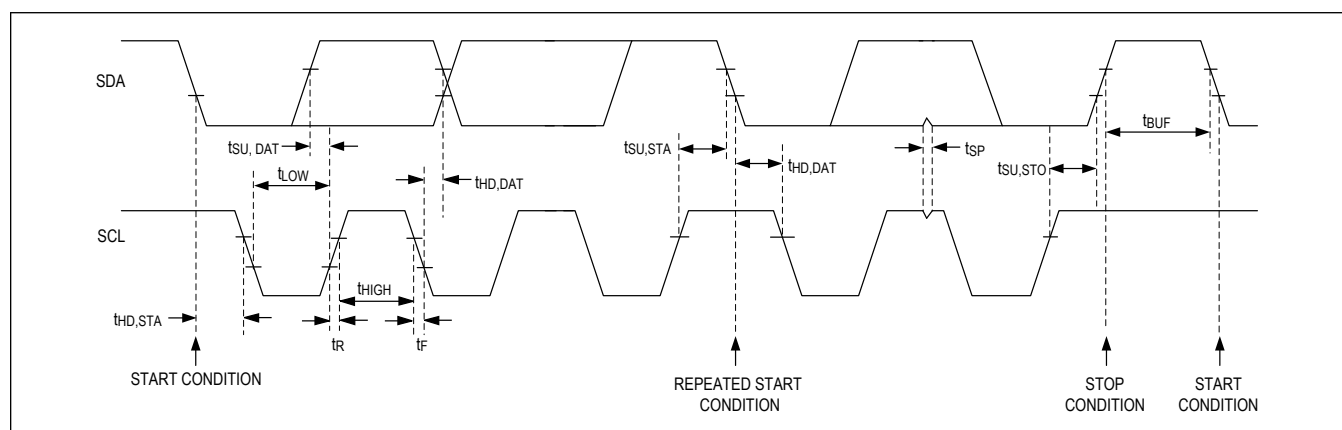 SDA
tSU, DAT
tLOW
tHD,DAT
tSU,STA
tHD,DAT
tSP
tSU,STO
tBUF
SCL
tHIGH
tHD,STA
tR
tF
START CONDITION
REPEATED START
CONDITION
STOP
CONDITION
START
CONDITION